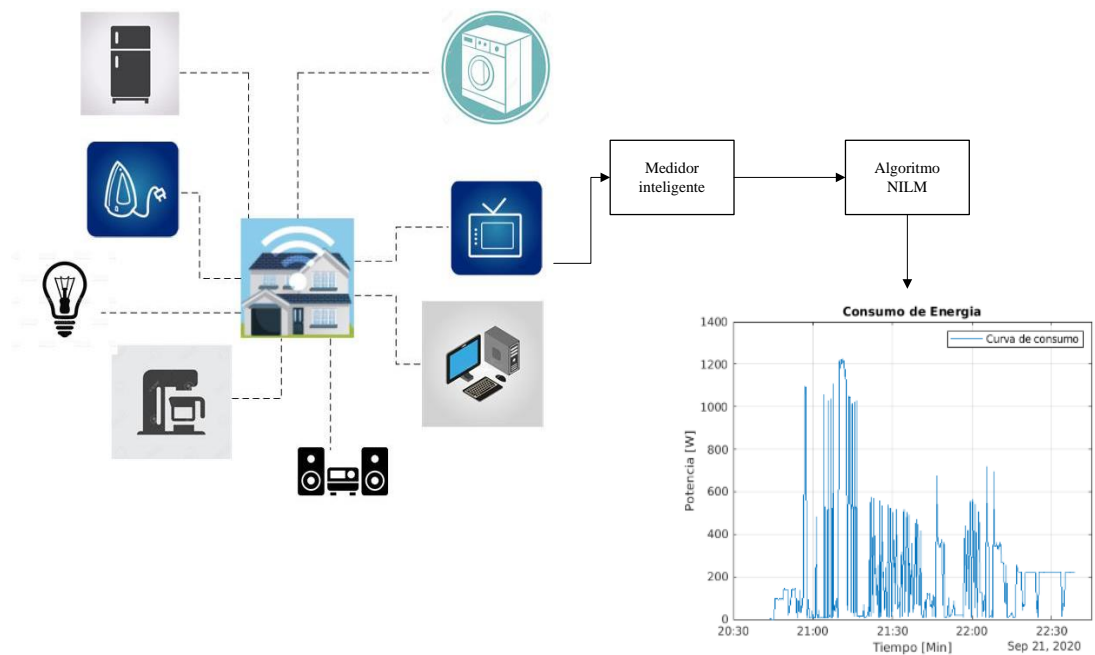 Medidor
inteligente
Algoritmo
NILM
Consumo de Energia
Curva de consumo
1400
1200
1000
800
600
400
200
0
Potencia [W]
20:30
21:00
21:30
22:00
22:30
Tiempo [Min]
Sep 21, 2020